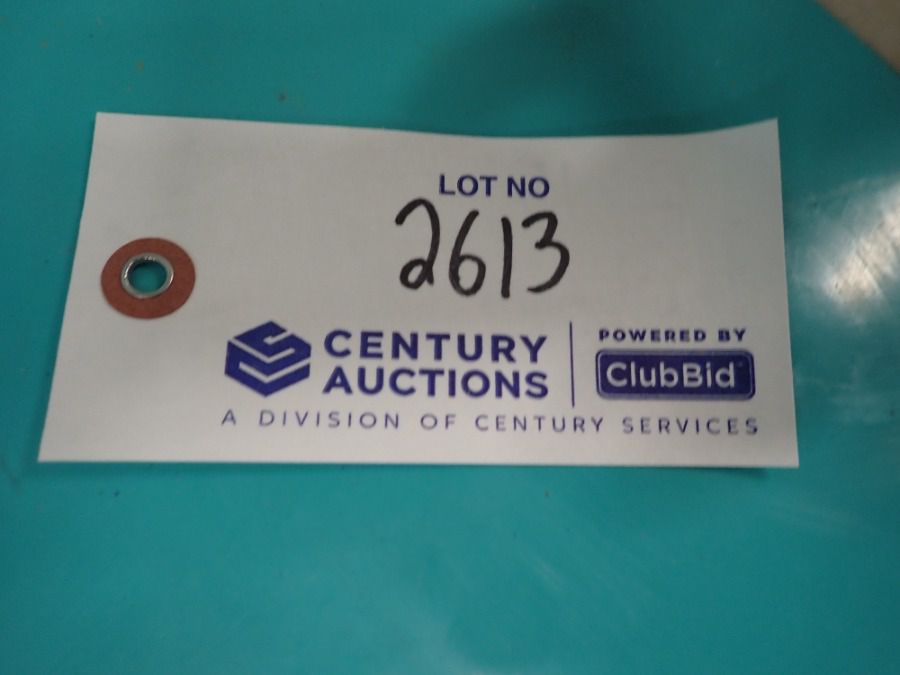 LOT NO
2613
CENTURY
AUCTIONS
POWERED BY
ClubBid
A DIVISION OF CENTURY SERVICES